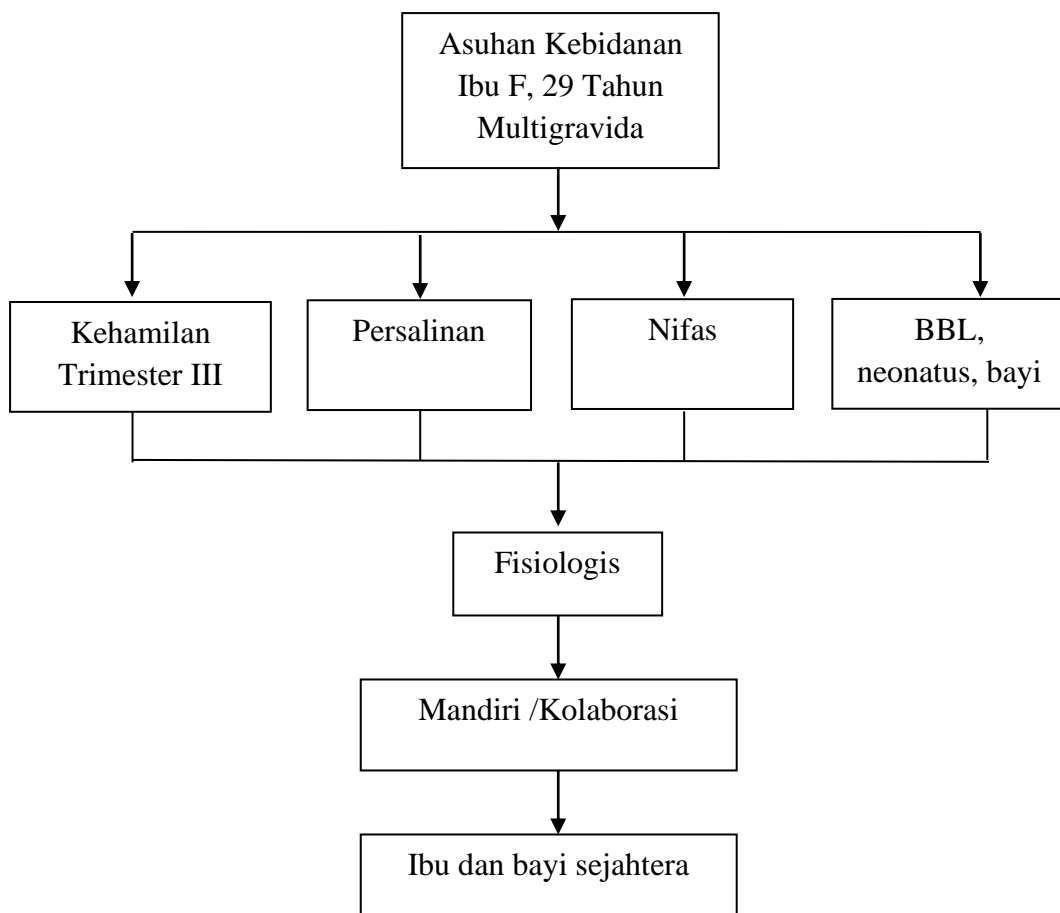 Asuhan Kebidanan
Ibu F, 29 Tahun
Multigravida
Kehamilan
Trimester III
Persalinan
Nifas
BBL,
neonatus, bayi
Fisiologis
Mandiri /Kolaborasi
Ibu dan bayi sejahtera